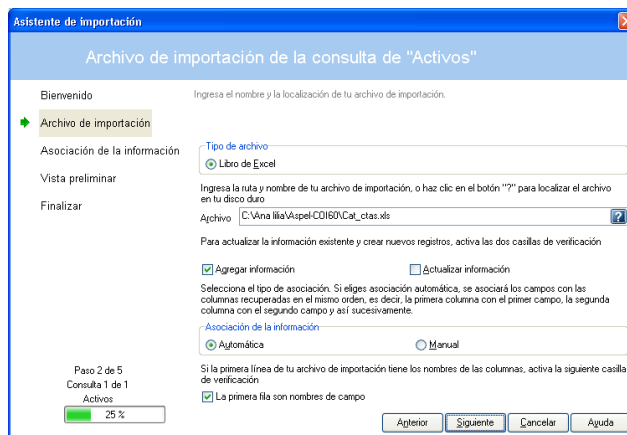 Asistente de importación
Archivo de importación de la consulta de "Activos"
Bienvenido
Archivo de importación
Asociación de la información
Vista preliminar
Finalizar
Ingresa el nombre y la localización de tu archivo de importación.
Tipo de archivo
Libro de Excel
Ingresa la ruta y nombre de tu archivo de importación, o haz clic en el botón "?" para localizar el archivo
en tu disco duro
Archivo C:\Ana lilia\Aspel-COI60\Cat_ctas.xls ?
Para actualizar la información existente y crear nuevos registros, activa las dos casillas de verificación
Agregar información Actualizar información
Selecciona el tipo de asociación. Si eliges asociación automática, se asociará los campos con las
columnas recuperadas en el mismo orden, es decir, la primera columna con el primer campo, la segunda
columna con el segundo campo y así sucesivamente.
Asociación de la información
Automática Manual
Si la primera línea de tu archivo de importación tiene los nombres de las columnas, activa la siguiente casilla
de verificación
La primera fila son nombres de campo
Paso 2 de 5
Consulta 1 de 1
Activos
25 %
Anterior Siguiente Cancelar Ayuda